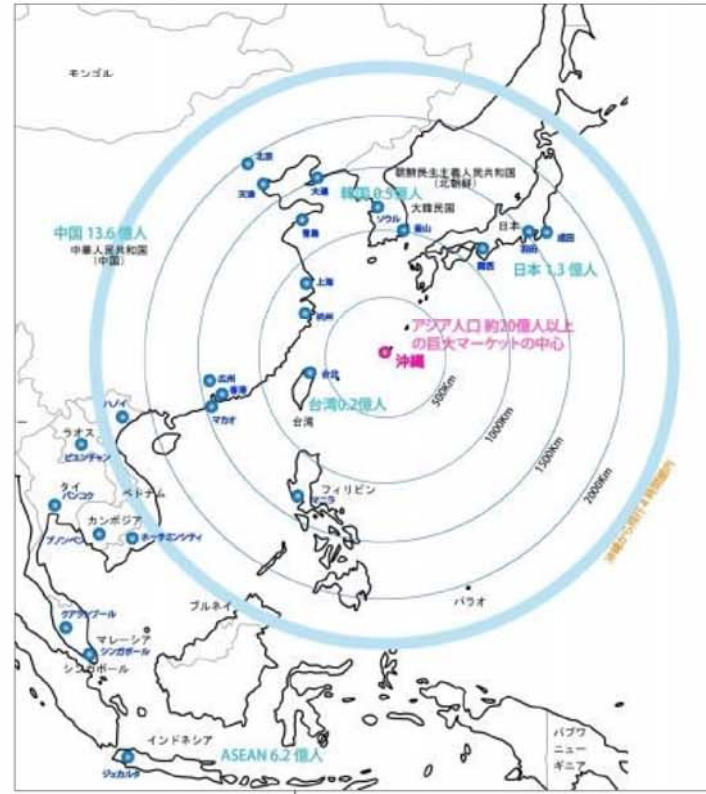 モンゴル
北京
天津
大連
朝鮮民主主義人民共和国
(北朝鮮)
韓国 0.5億人
大韓民国
ソウル
釜山
青島
日本
羽田
成田
関西
中国 13.6 億人
中華人民共和国
(中国)
日本 1.3 億人
上海
杭州
アジア人口 約20億人以上
の巨大マーケットの中心
沖縄
台北
広州
香港
マカオ
台湾0.2億人
台湾
500Km
1000Km
1500Km
2000Km
ハノイ
ラオス
ビエンチャン
タイ
バンコク
ベトナム
カンボジア
プノンペン
ホーチミンシティ
フィリピン
マニラ
パラオ
ブルネイ
クアラルンプール
マレーシア
シンガポール
シンガポール
インドネシア
ASEAN 6.2 億人
ジャカルタ
パプワ
ニュー
ギニア